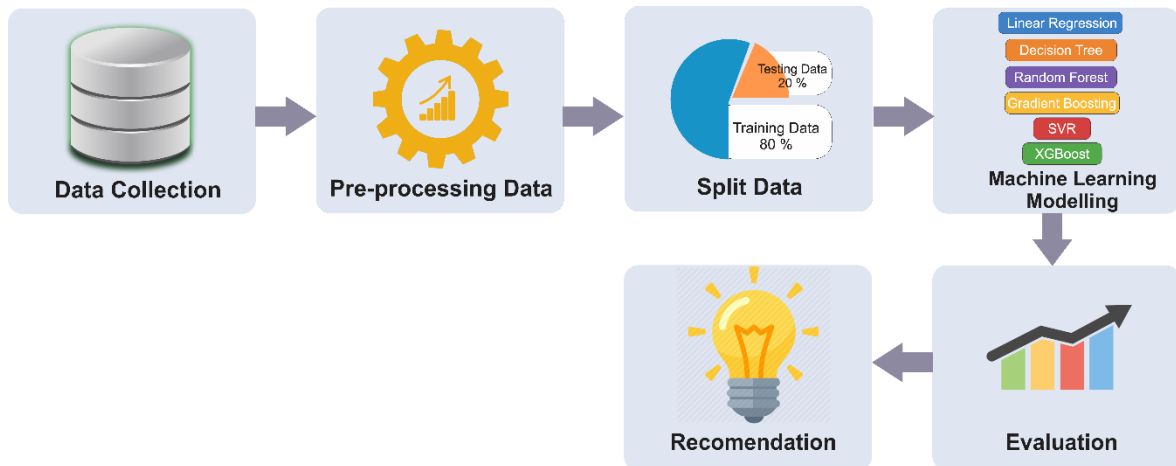 Data Collection
Pre-processing Data
Testing Data
20 %
Training Data
80 %
Split Data
Linear Regression
Decision Tree
Random Forest
Gradient Boosting
SVR
XGBoost
Machine Learning
Modelling
Evaluation
Recomendation